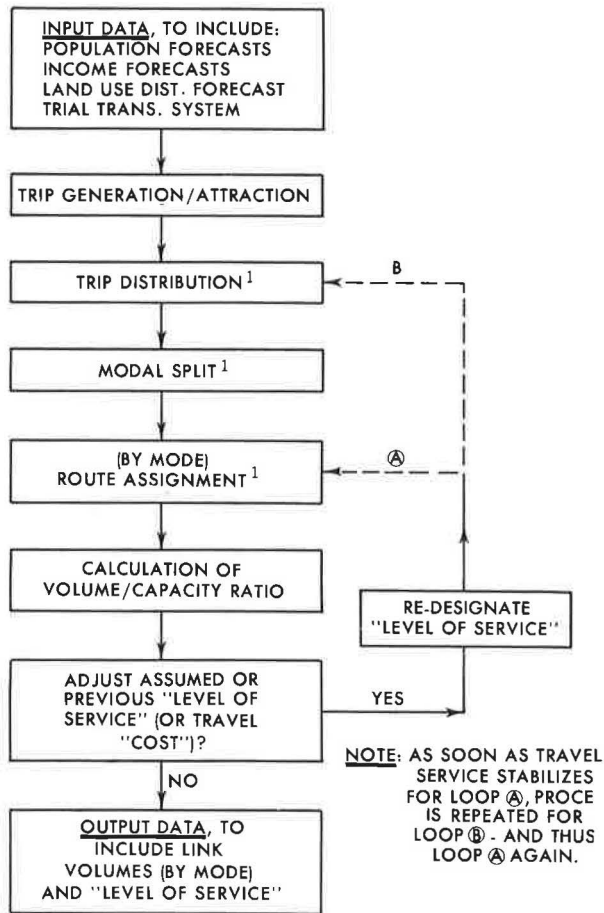 INPUT DATA, TO INCLUDE:
POPULATION FORECASTS
INCOME FORECASTS
LAND USE DIST. FORECAST
TRIAL TRANS. SYSTEM
TRIP GENERATION/ATTRACTION
TRIP DISTRIBUTION 1
B
MODAL SPLIT 1
(BY MODE)
ROUTE ASSIGNMENT 1
Ⓐ
CALCULATION OF
VOLUME/CAPACITY RATIO
RE-DESIGNATE
"LEVEL OF SERVICE"
ADJUST ASSUMED OR
PREVIOUS "LEVEL OF
SERVICE" (OR TRAVEL
"COST")?
YES
NO
NOTE: AS SOON AS TRAVEL
SERVICE STABILIZES
FOR LOOP Ⓐ, PROCE
IS REPEATED FOR
LOOP Ⓑ - AND THUS
LOOP Ⓐ AGAIN.
OUTPUT DATA, TO
INCLUDE LINK
VOLUMES (BY MODE)
AND "LEVEL OF SERVICE"